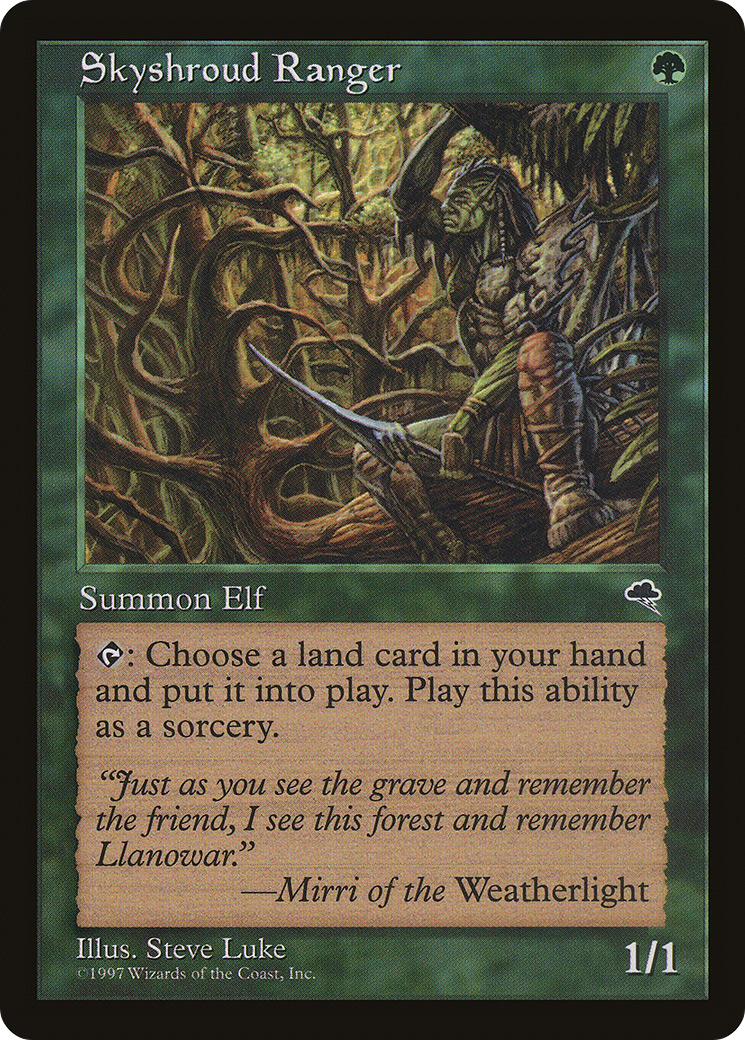 Skyshroud Ranger
Summon Elf
: Choose a land card in your hand
and put it into play. Play this ability
as a sorcery.
“Just as you see the grave and remember
the friend, I see this forest and remember
Llanowar.”
—Mirri of the Weatherlight
Illus. Steve Luke
©1997 Wizards of the Coast, Inc.
1/1